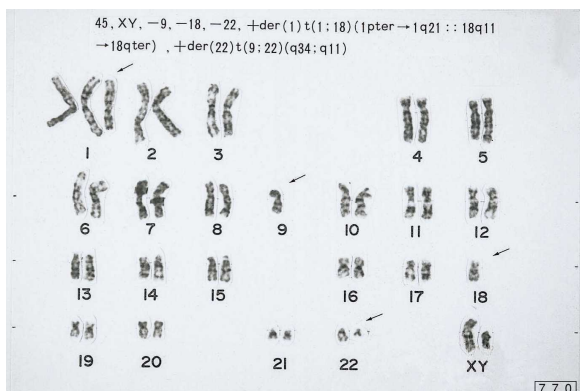 45, XY, −9, −18, −22, +der(1)t(1;18)(1pter→1q21::18q11
→18qter) , +der(22)t(9;22)(q34;q11)
1 2 3 4 5
6 7 8 9 10 11 12
13 14 15 16 17 18
19 20 21 22 XY
770